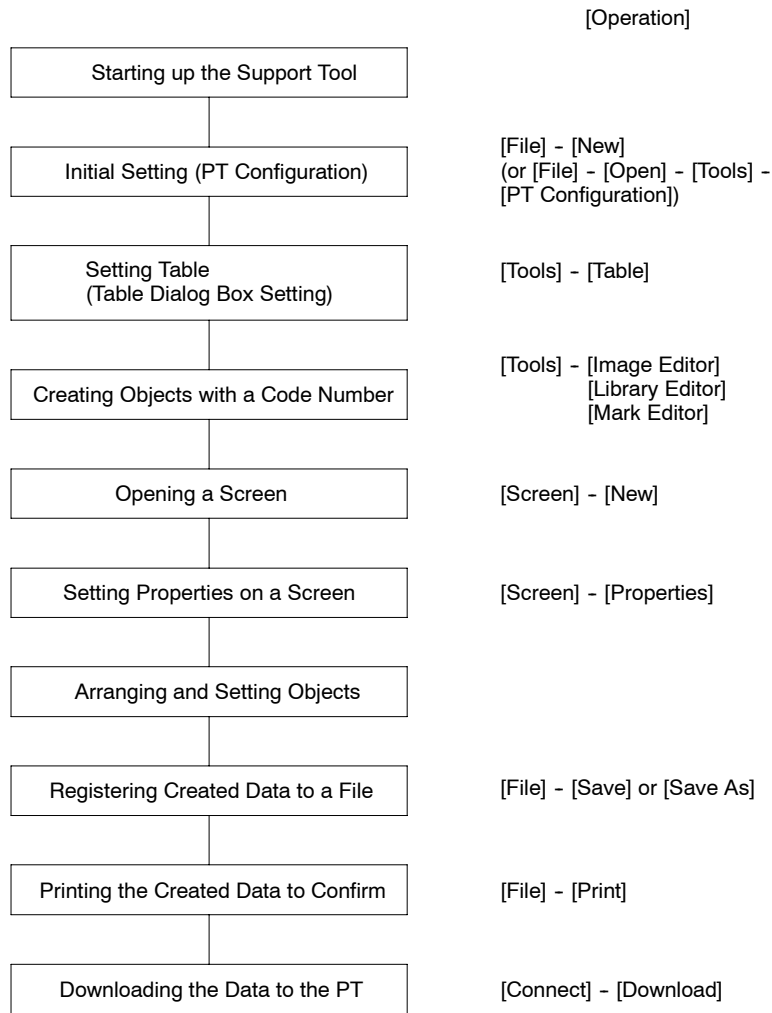 [Operation]
Starting up the Support Tool
Initial Setting (PT Configuration)
[File] - [New]
(or [File] - [Open] - [Tools] -
[PT Configuration])
Setting Table
(Table Dialog Box Setting)
[Tools] - [Table]
Creating Objects with a Code Number
[Tools] - [Image Editor]
[Library Editor]
[Mark Editor]
Opening a Screen
[Screen] - [New]
Setting Properties on a Screen
[Screen] - [Properties]
Arranging and Setting Objects
Registering Created Data to a File
[File] - [Save] or [Save As]
Printing the Created Data to Confirm
[File] - [Print]
Downloading the Data to the PT
[Connect] - [Download]